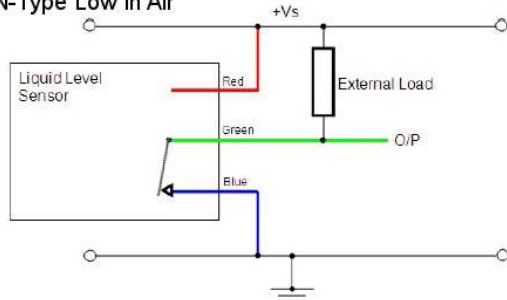 N-Type Low in Air
+Vs
Liquid Level
Sensor
Red
External Load
Green
O/P
Blue